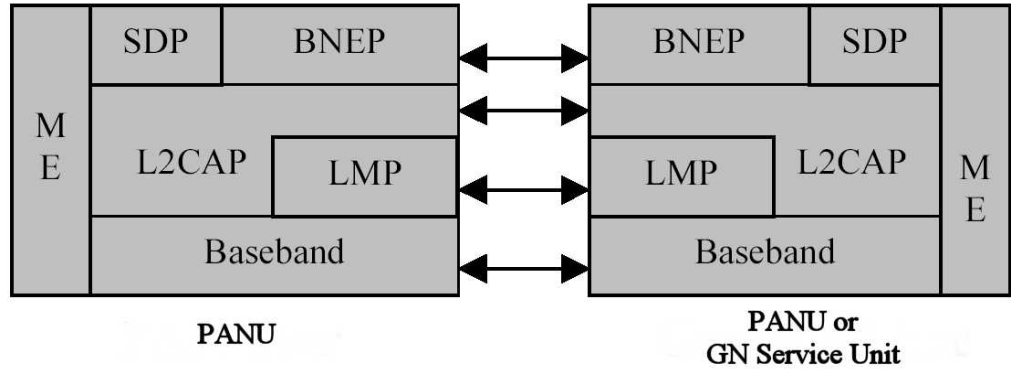 SDP BNEP
BNEP SDP
M
E
L2CAP
LMP
LMP
L2CAP
M
E
Baseband
Baseband
PANU
PANU or
GN Service Unit